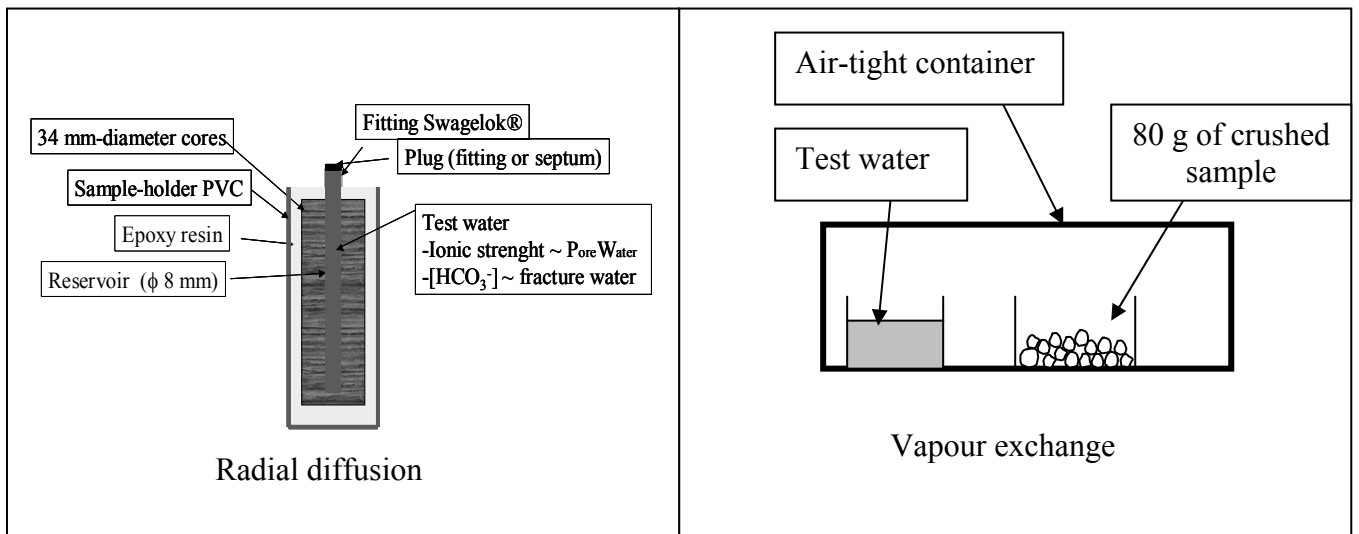 Fitting Swagelok®
34 mm-diameter cores
Plug (fitting or septum)
Sample-holder PVC
Test water
-Ionic strenght ~ PoreWater
-[HCO3-] ~ fracture water
Epoxy resin
Reservoir (ϕ 8 mm)
Radial diffusion
Air-tight container
Test water
80 g of crushed
sample
Vapour exchange